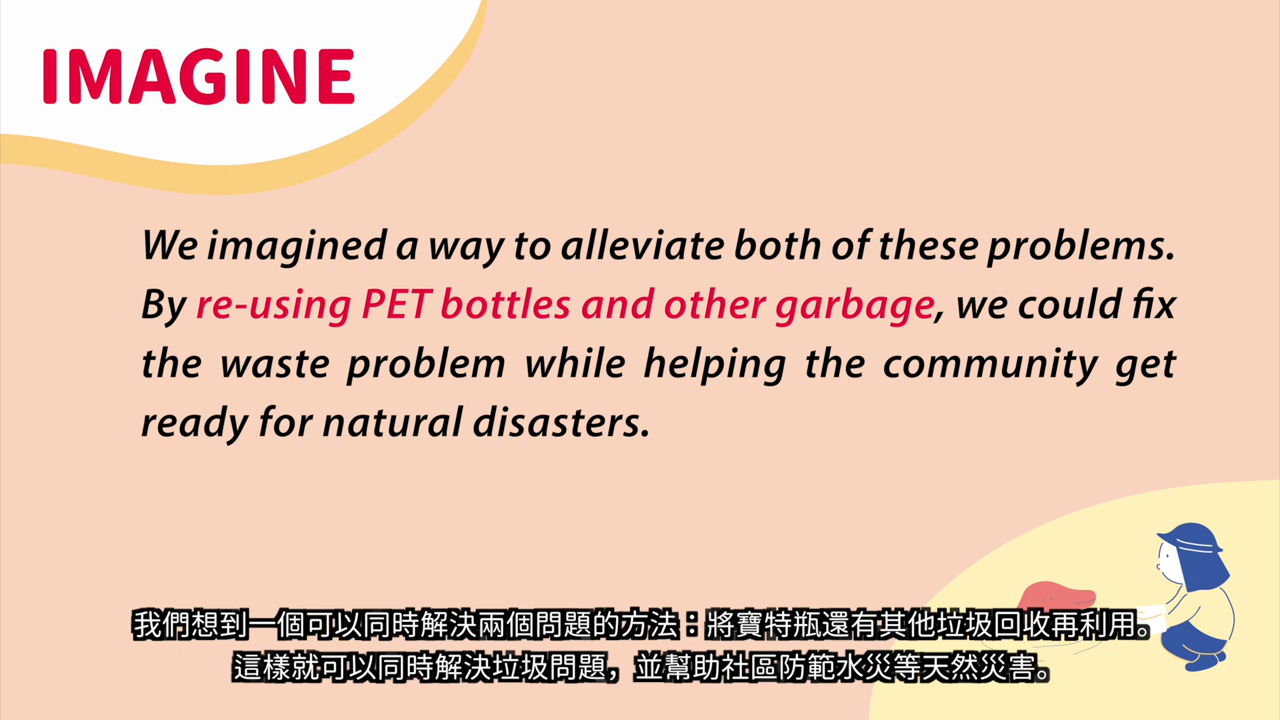 IMAGINE
We imagined a way to alleviate both of these problems.
By re-using PET bottles and other garbage, we could fix
the waste problem while helping the community get
ready for natural disasters.
我們想到一個可以同時解決兩個問題的方法：將寶特瓶還有其他垃圾回收再利用。
這樣就可以同時解決垃圾問題，並幫助社區防範水災等天然災害。